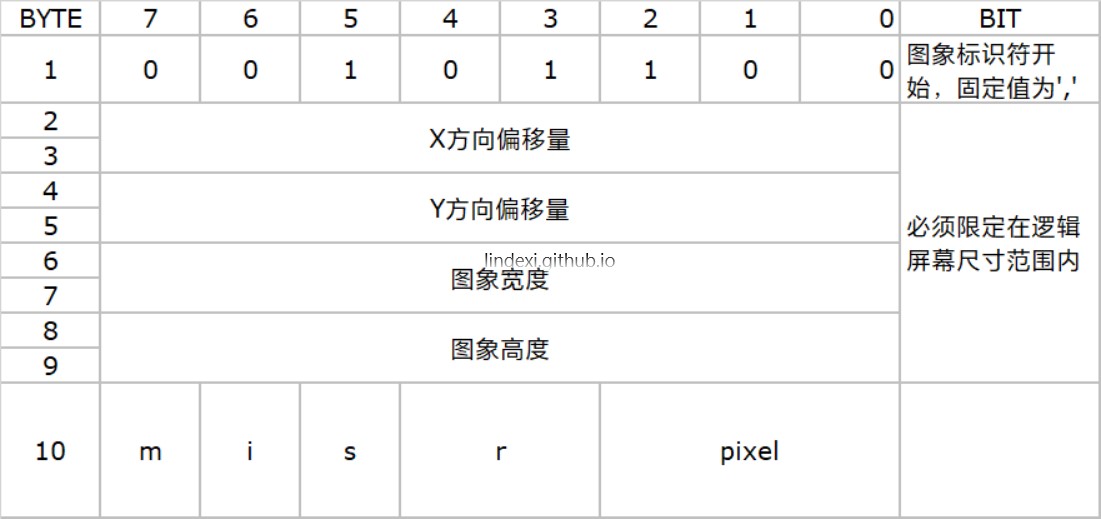 BYTE 7 6 5 4 3 2 1 0 BIT
1 0 0 1 0 1 1 0 0 图象标识符开
始，固定值为','
2
X方向偏移量
3
4
Y方向偏移量
5
必须限定在逻辑
屏幕尺寸范围内
6
lindexi.github.io
图象宽度
7
8
图象高度
9
10 m i s r pixel